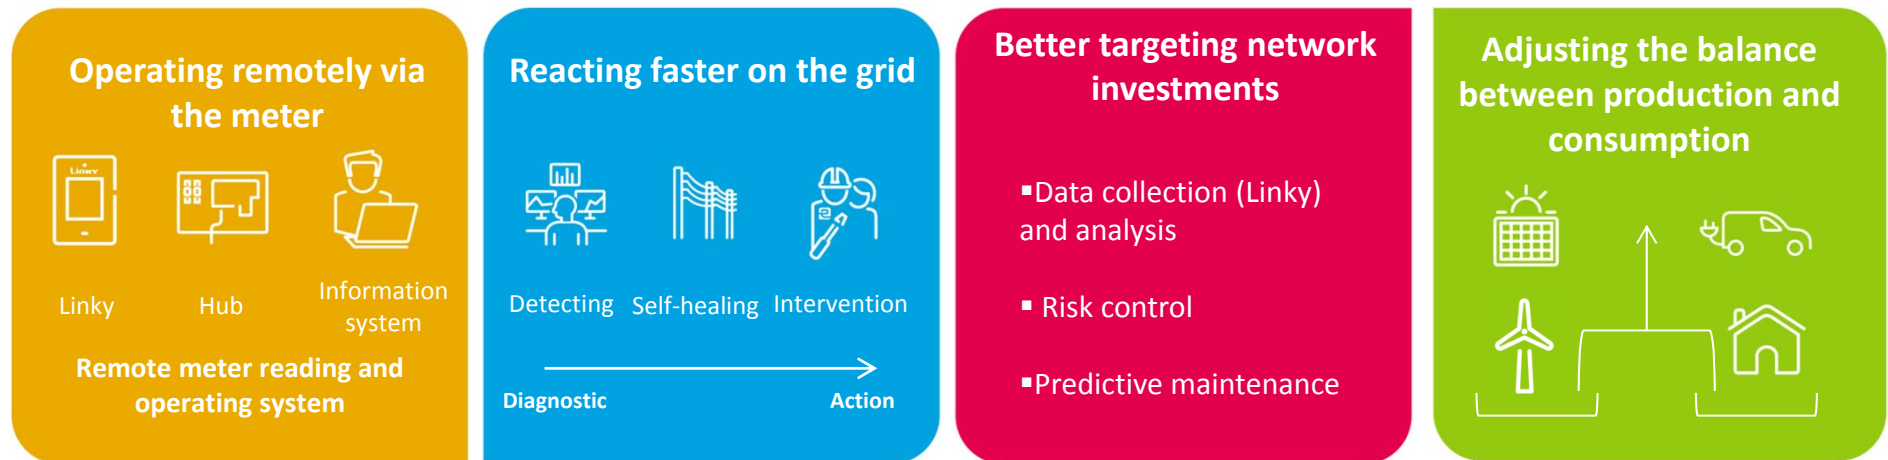 Operating remotely via
the meter
Linky
Linky
Hub
Information
system
Remote meter reading and
operating system
Reacting faster on the grid
Detecting
Self-healing
Intervention
Diagnostic
Action
Better targeting network
investments
▪Data collection (Linky)
and analysis
▪ Risk control
▪Predictive maintenance
Adjusting the balance
between production and
consumption